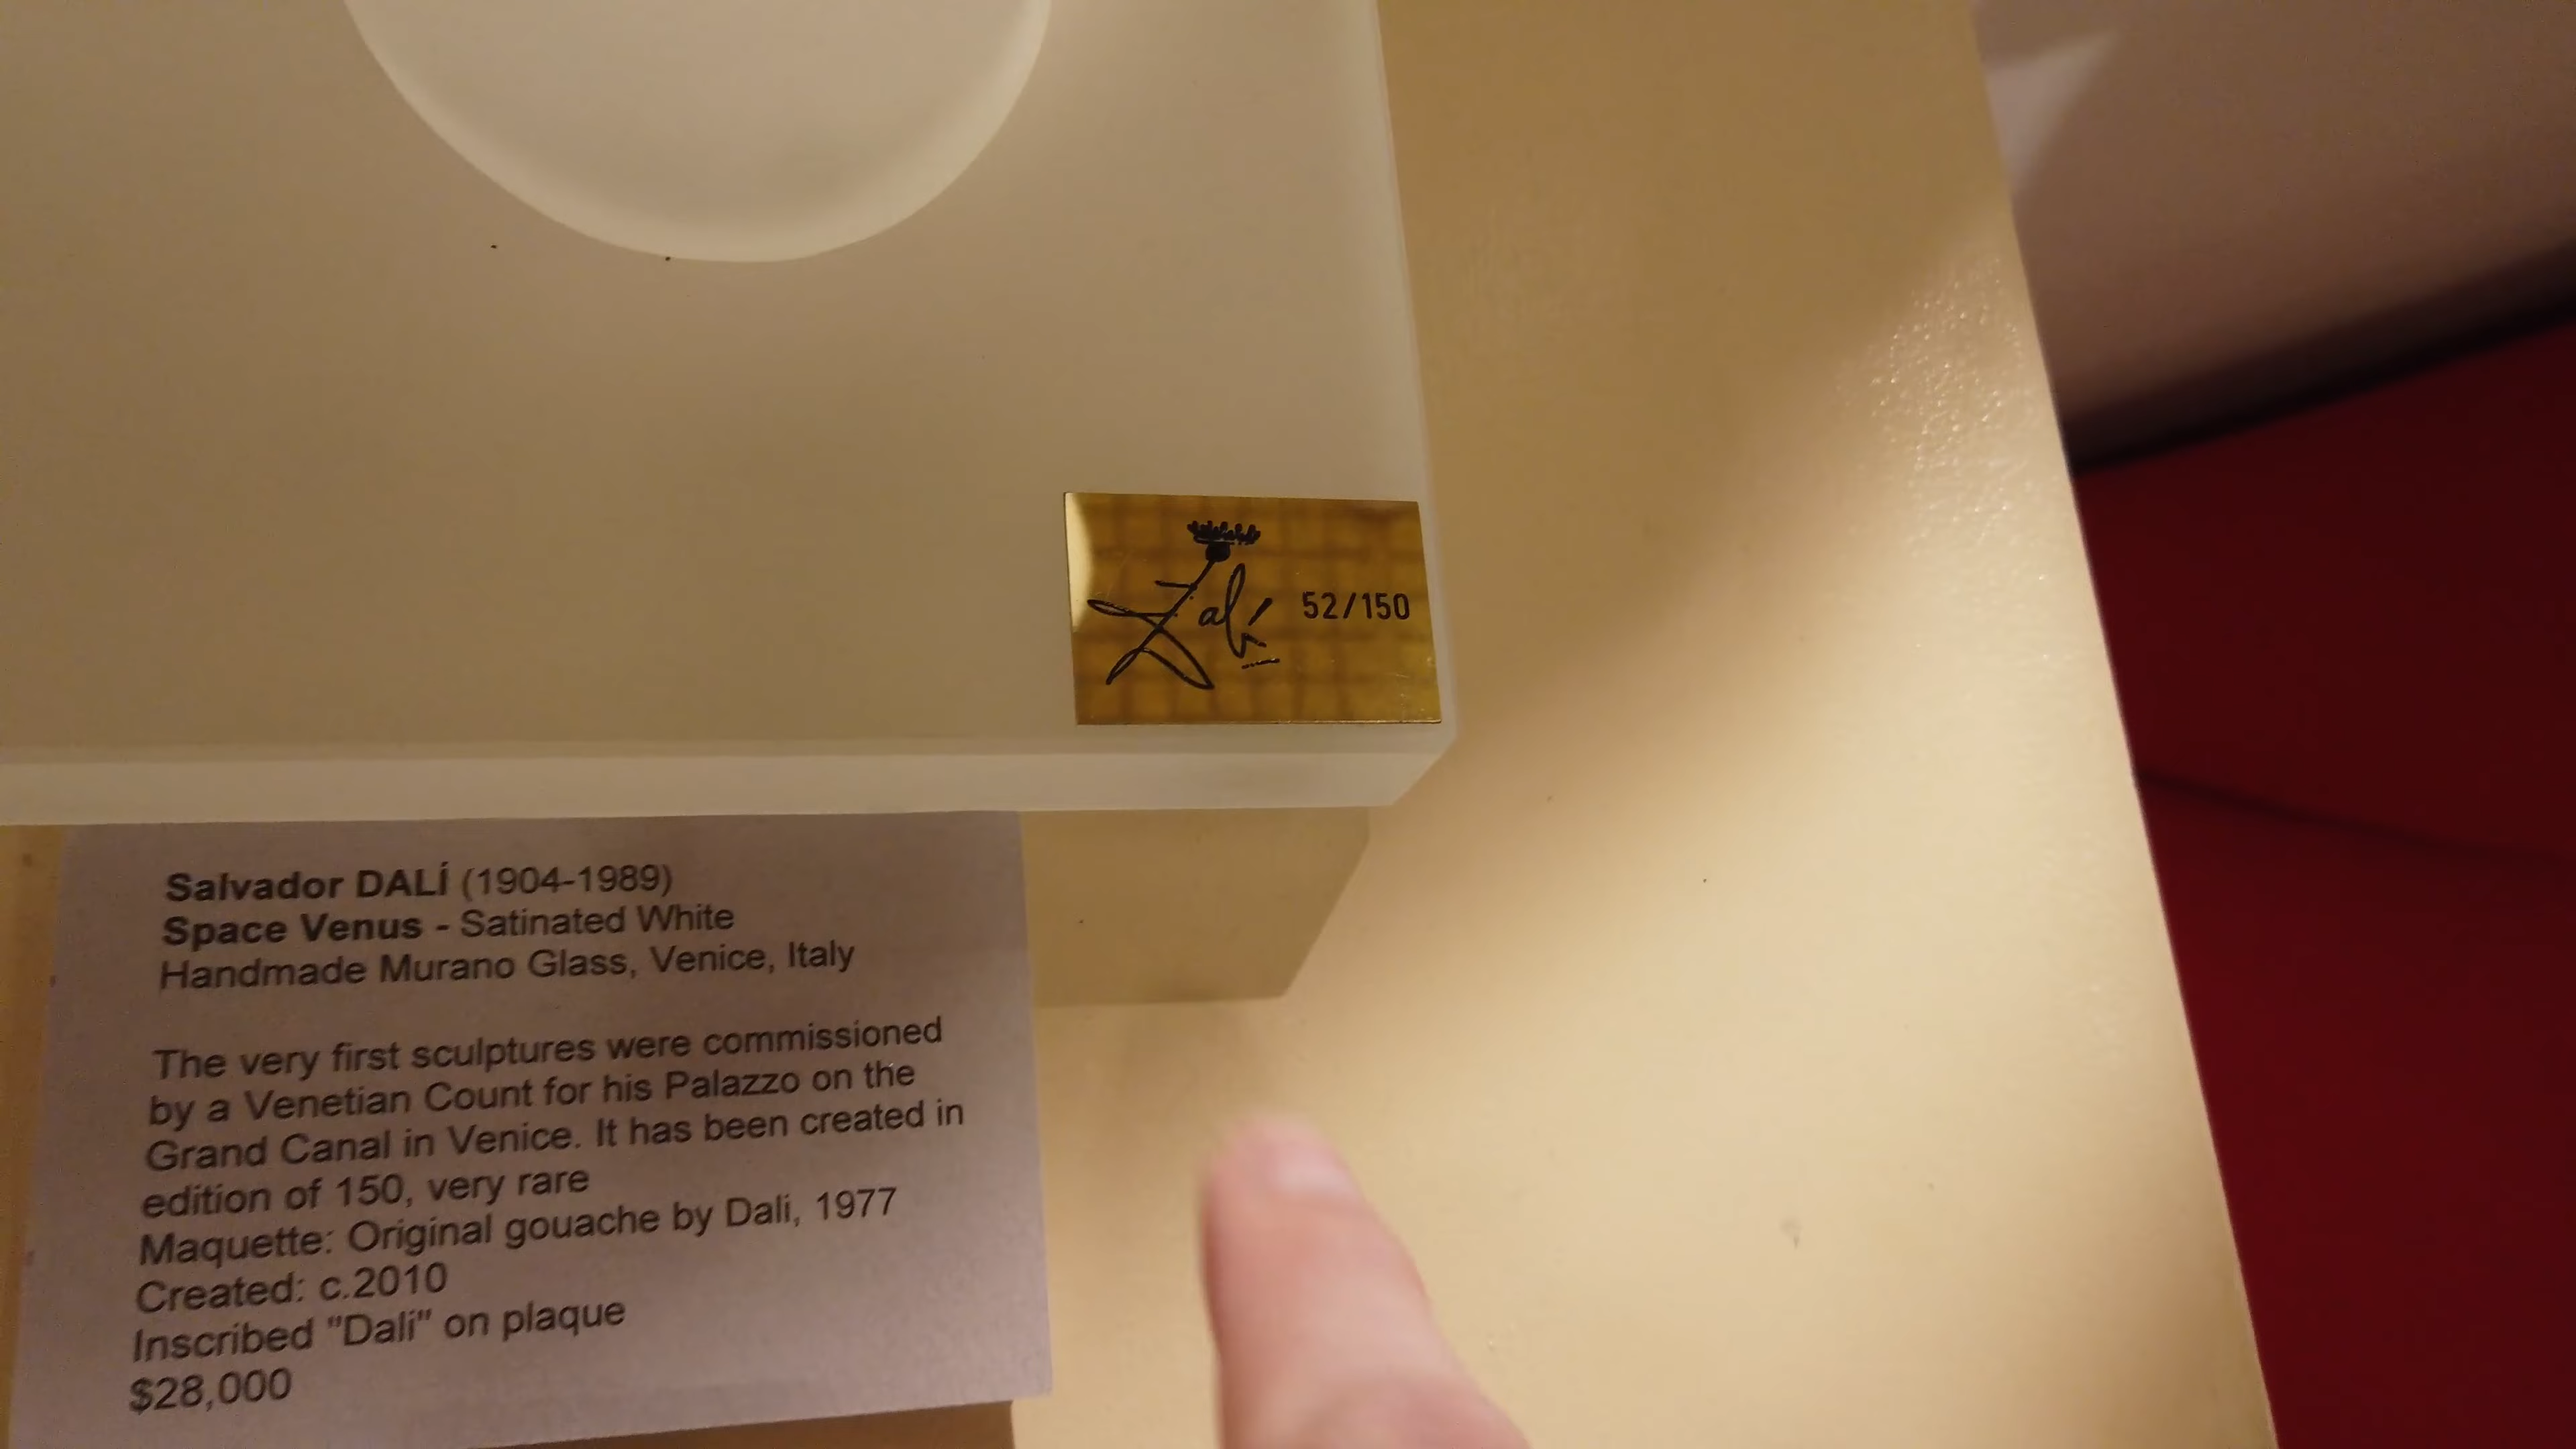 Dalí 52/150
Salvador DALÍ (1904-1989)
Space Venus - Satinated White
Handmade Murano Glass, Venice, Italy
The very first sculptures were commissioned
by a Venetian Count for his Palazzo on the
Grand Canal in Venice. It has been created in
edition of 150, very rare
Maquette: Original gouache by Dali, 1977
Created: c.2010
Inscribed "Dali" on plaque
$28,000